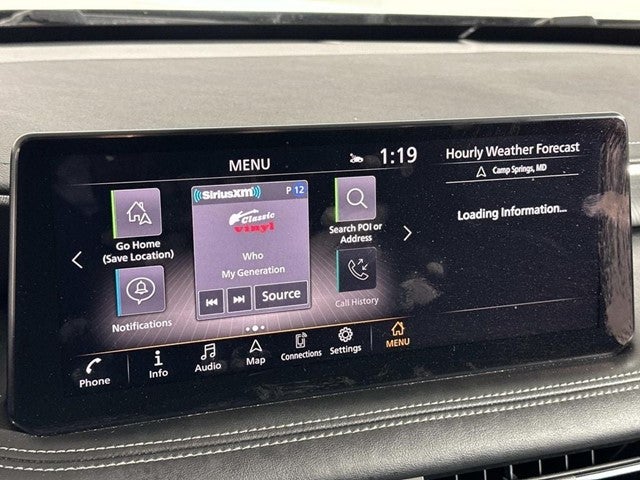 MENU
1:19
Hourly Weather Forecast
Camp Springs, MD
Loading Information...
Go Home
(Save Location)
Notifications
SiriusXM
P 12
Classic
vinyl
Who
My Generation
Source
Search POI or
Address
Call History
Phone
Info
Audio
Map
Connections
Settings
MENU